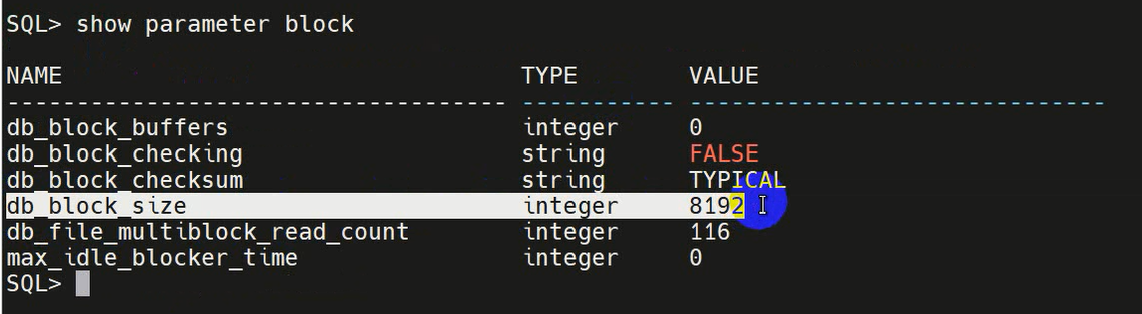 SQL> show parameter block
NAME TYPE VALUE
------------------------------------ ----------- ------------------------------
db_block_buffers integer 0
db_block_checking string FALSE
db_block_checksum string TYPICAL
db_block_size integer 8192
db_file_multiblock_read_count integer 116
max_idle_blocker_time integer 0
SQL>